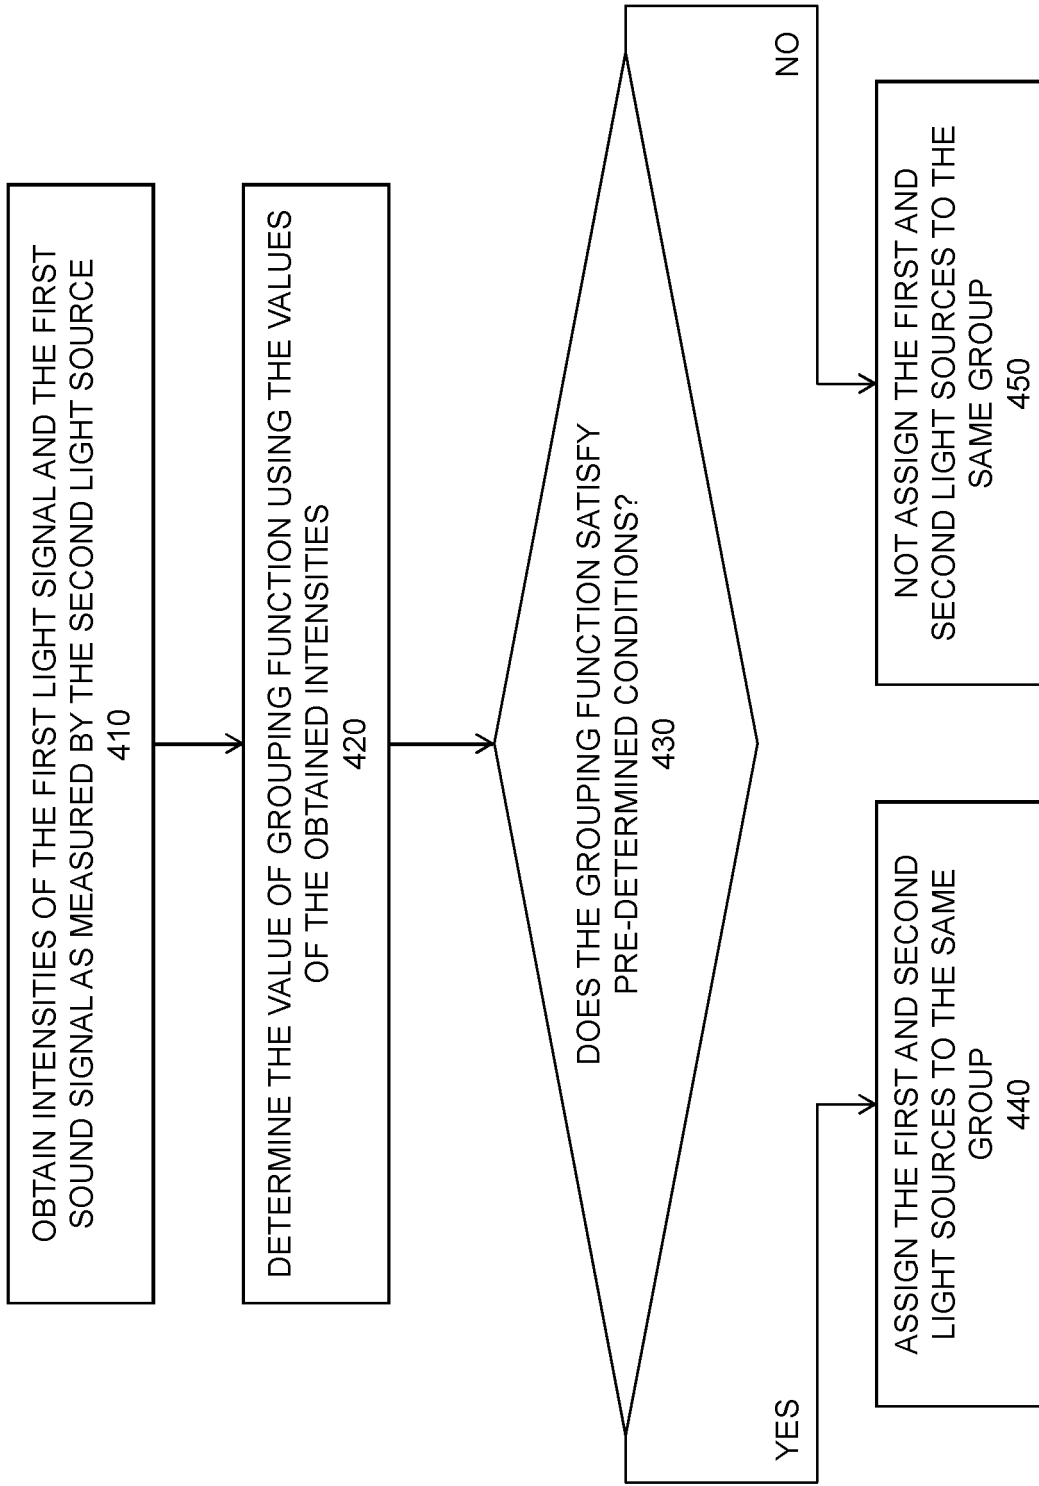 OBTAIN INTENSITIES OF THE FIRST LIGHT SIGNAL AND THE FIRST
SOUND SIGNAL AS MEASURED BY THE SECOND LIGHT SOURCE
410
DETERMINE THE VALUE OF GROUPING FUNCTION USING THE VALUES
OF THE OBTAINED INTENSITIES
420
DOES THE GROUPING FUNCTION SATISFY
PRE-DETERMINED CONDITIONS?
430
YES
NO
ASSIGN THE FIRST AND SECOND
LIGHT SOURCES TO THE SAME
GROUP
440
NOT ASSIGN THE FIRST AND
SECOND LIGHT SOURCES TO THE
SAME GROUP
450